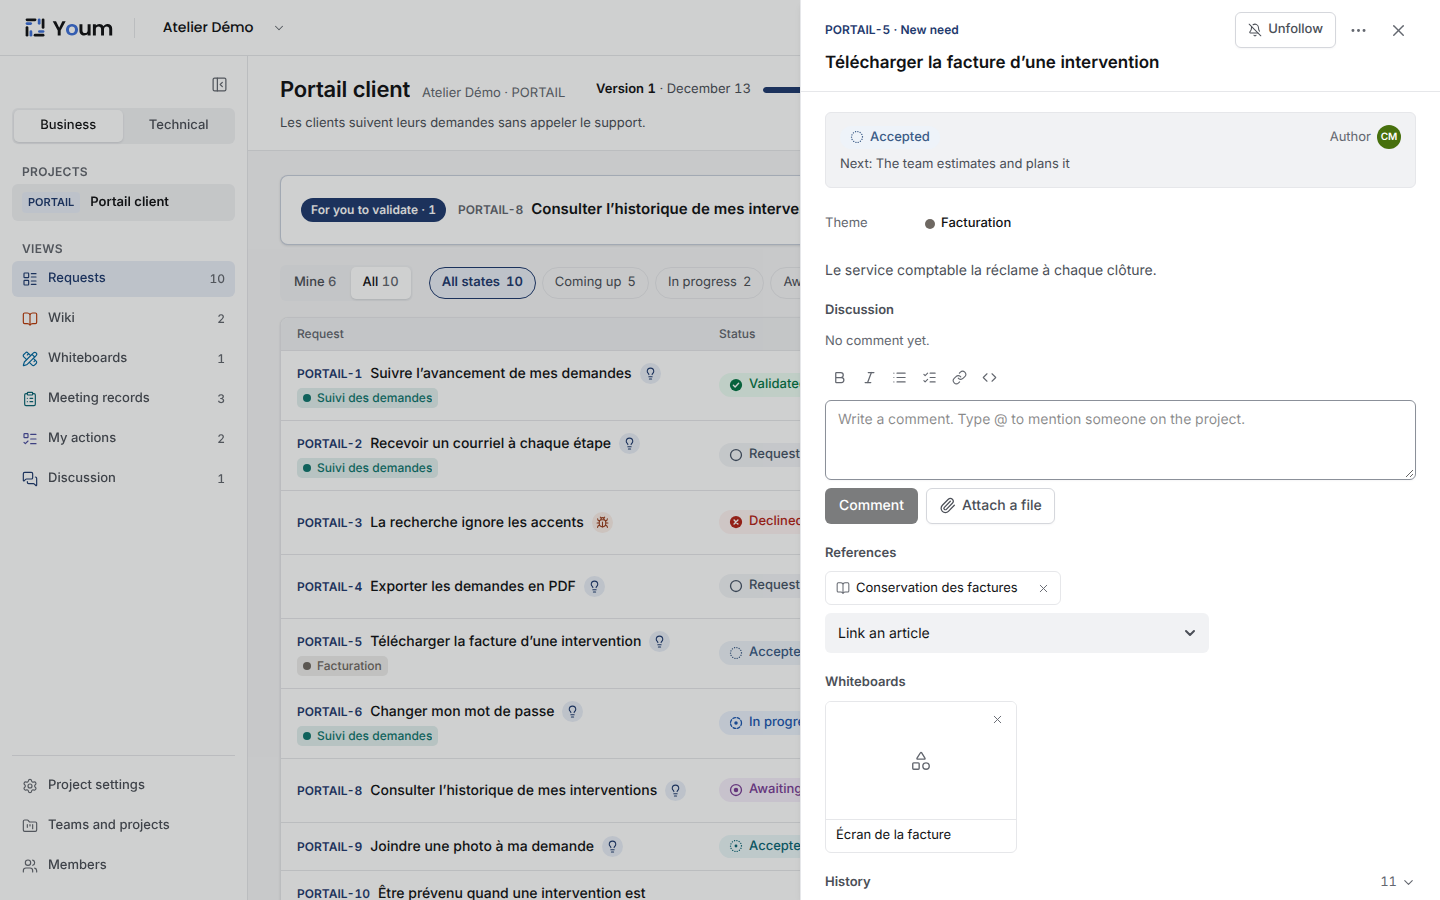 Youm
Atelier Démo
Business
Technical
PROJECTS
PORTAIL Portail client
VIEWS
Requests 10
Wiki 2
Whiteboards 1
Meeting records 3
My actions 2
Discussion 1
Project settings
Teams and projects
Members
Portail client Atelier Démo · PORTAIL Version 1 · December 13
Les clients suivent leurs demandes sans appeler le support.
For you to validate · 1 PORTAIL-8 Consulter l’historique de mes interve
Mine 6 All 10 All states 10 Coming up 5 In progress 2 Aw
Request Status
PORTAIL-1 Suivre l’avancement de mes demandes
Suivi des demandes
Validate
PORTAIL-2 Recevoir un courriel à chaque étape
Suivi des demandes
Request
PORTAIL-3 La recherche ignore les accents
Declined
PORTAIL-4 Exporter les demandes en PDF
Request
PORTAIL-5 Télécharger la facture d’une intervention
Facturation
Accepte
PORTAIL-6 Changer mon mot de passe
Suivi des demandes
In progre
PORTAIL-8 Consulter l’historique de mes interventions
Awaiting
PORTAIL-9 Joindre une photo à ma demande
Accepte
PORTAIL-10 Être prévenu quand une intervention est
PORTAIL-5 · New need
Unfollow
Télécharger la facture d’une intervention
Accepted
Author CM
Next: The team estimates and plans it
Theme Facturation
Le service comptable la réclame à chaque clôture.
Discussion
No comment yet.
Write a comment. Type @ to mention someone on the project.
Comment Attach a file
References
Conservation des factures
Link an article
Whiteboards
Écran de la facture
History 11